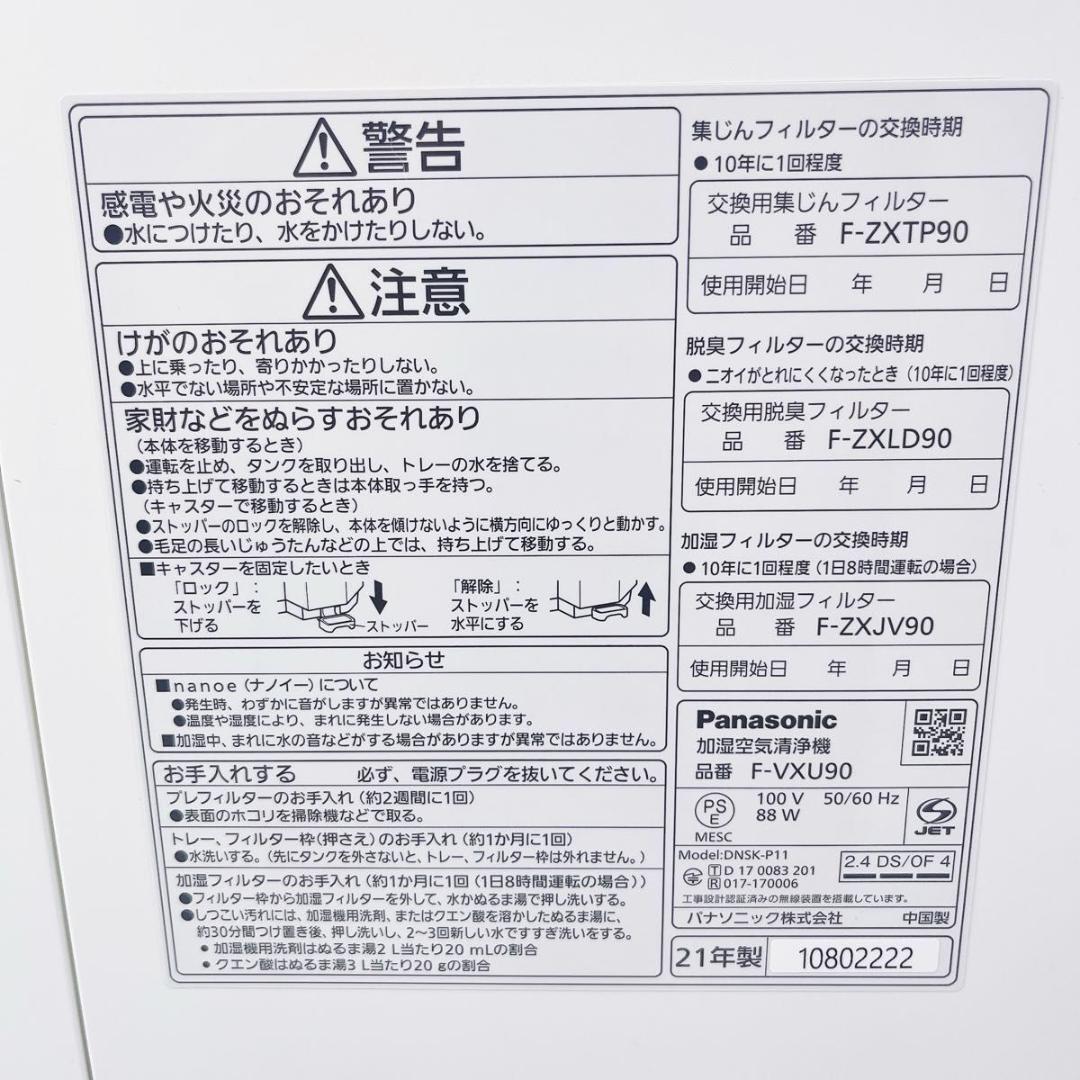 警告
感電や火災のおそれあり
●水につけたり、水をかけたりしない。
注意
けがのおそれあり
●上に乗ったり、寄りかかったりしない。
●水平でない場所や不安定な場所に置かない。
家財などをぬらすおそれあり
（本体を移動するとき）
●運転を止め、タンクを取り出し、トレーの水を捨てる。
●持ち上げて移動するときは本体取っ手を持つ。
（キャスターで移動するとき）
●ストッパーのロックを解除し、本体を傾けないように横方向にゆっくりと動かす。
●毛足の長いじゅうたんなどの上では、持ち上げて移動する。
■キャスターを固定したいとき
「ロック」：
ストッパーを
下げる
ストッパー
「解除」：
ストッパーを
水平にする
お知らせ
■nanoe（ナノイー）について
●発生時、わずかに音がしますが異常ではありません。
●温度や湿度により、まれに発生しない場合があります。
■加湿中、まれに水の音などがする場合がありますが異常ではありません。
お手入れする 必ず、電源プラグを抜いてください。
プレフィルターのお手入れ（約2週間に1回）
●表面のホコリを掃除機などで取る。
トレー、フィルター枠（押さえ）のお手入れ（約1か月に1回）
●水洗いする。（先にタンクを外さないと、トレー、フィルター枠は外れません。）
加湿フィルターのお手入れ（約1か月に1回（1日8時間運転の場合））
●フィルター枠から加湿フィルターを外して、水かぬるま湯で押し洗いする。
●しつこい汚れには、加湿機用洗剤、またはクエン酸を溶かしたぬるま湯に、
約30分間つけ置き後、押し洗いし、2～3回新しい水ですすぎ洗いをする。
• 加湿機用洗剤はぬるま湯2 L当たり20 mLの割合
• クエン酸はぬるま湯3 L当たり20 gの割合
集じんフィルターの交換時期
● 10年に1回程度
交換用集じんフィルター
品 番 F-ZXTP90
使用開始日 年 月 日
脱臭フィルターの交換時期
● ニオイがとれにくくなったとき（10年に1回程度）
交換用脱臭フィルター
品 番 F-ZXLD90
使用開始日 年 月 日
加湿フィルターの交換時期
● 10年に1回程度（1日8時間運転の場合）
交換用加湿フィルター
品 番 F-ZXJV90
使用開始日 年 月 日
Panasonic
加湿空気清浄機
品番 F-VXU90
PS
E
MESC
100 V 50/60 Hz
88 W
S
JET
Model:DNSK-P11
T D 17 0083 201
R 017-170006
2.4 DS/OF 4
工事設計認証済みの無線装置を搭載しています。
パナソニック株式会社 中国製
21年製 10802222